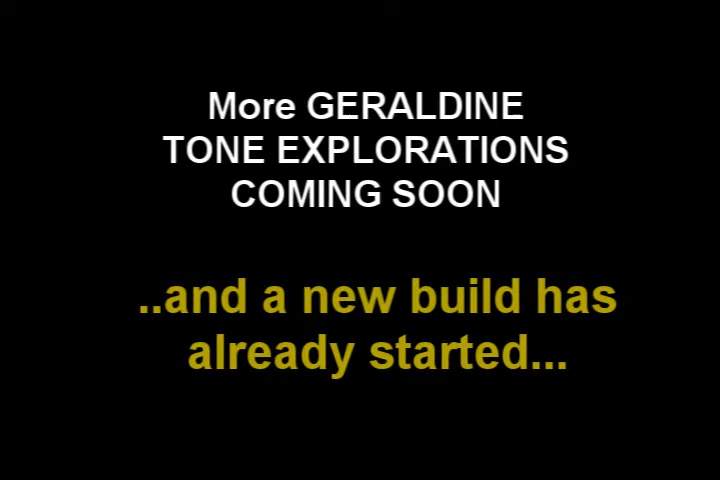 More GERALDINE
TONE EXPLORATIONS
COMING SOON
..and a new build has
already started...